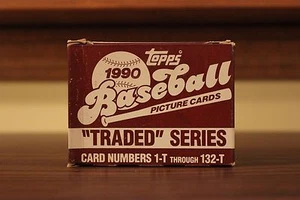 Topps
1990
Baseball
PICTURE CARDS
"TRADED" SERIES
CARD NUMBERS 1-T THROUGH 132-T